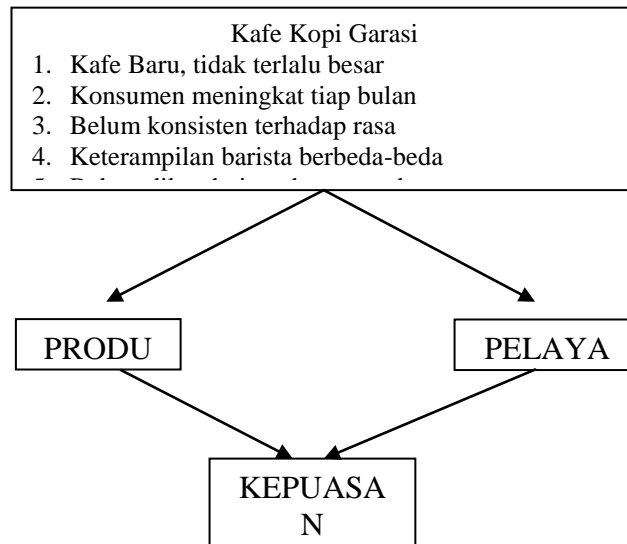 Kafe Kopi Garasi
1. Kafe Baru, tidak terlalu besar
2. Konsumen meningkat tiap bulan
3. Belum konsisten terhadap rasa
4. Keterampilan barista berbeda-beda
PRODU
PELAYA
KEPUASA
N